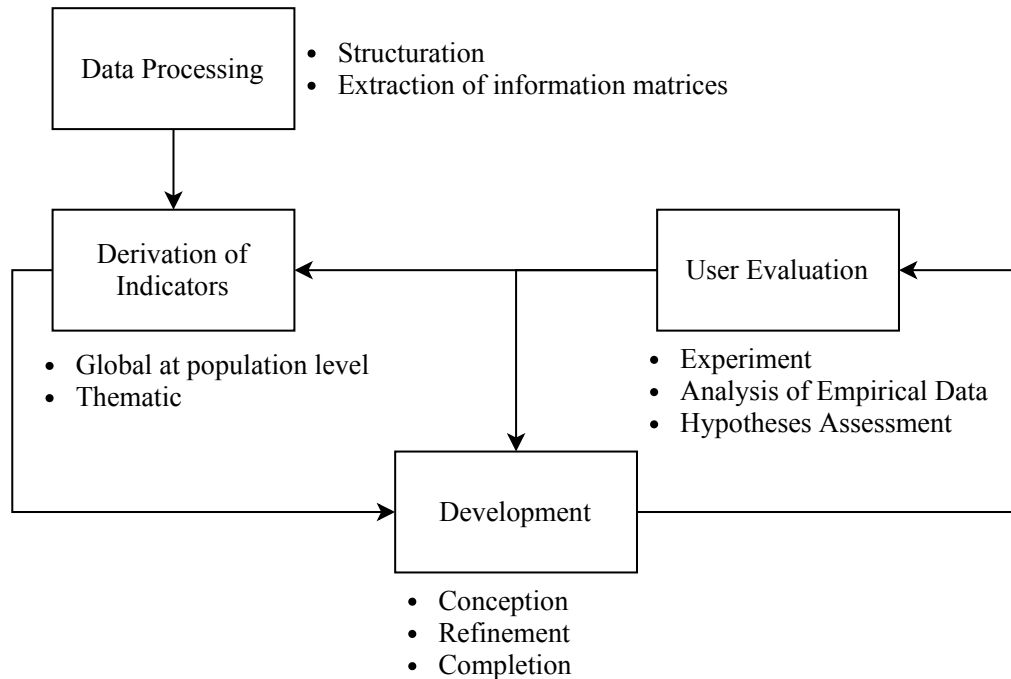 Data Processing
• Structuration
• Extraction of information matrices
Derivation of
Indicators
• Global at population level
• Thematic
User Evaluation
• Experiment
• Analysis of Empirical Data
• Hypotheses Assessment
Development
• Conception
• Refinement
• Completion